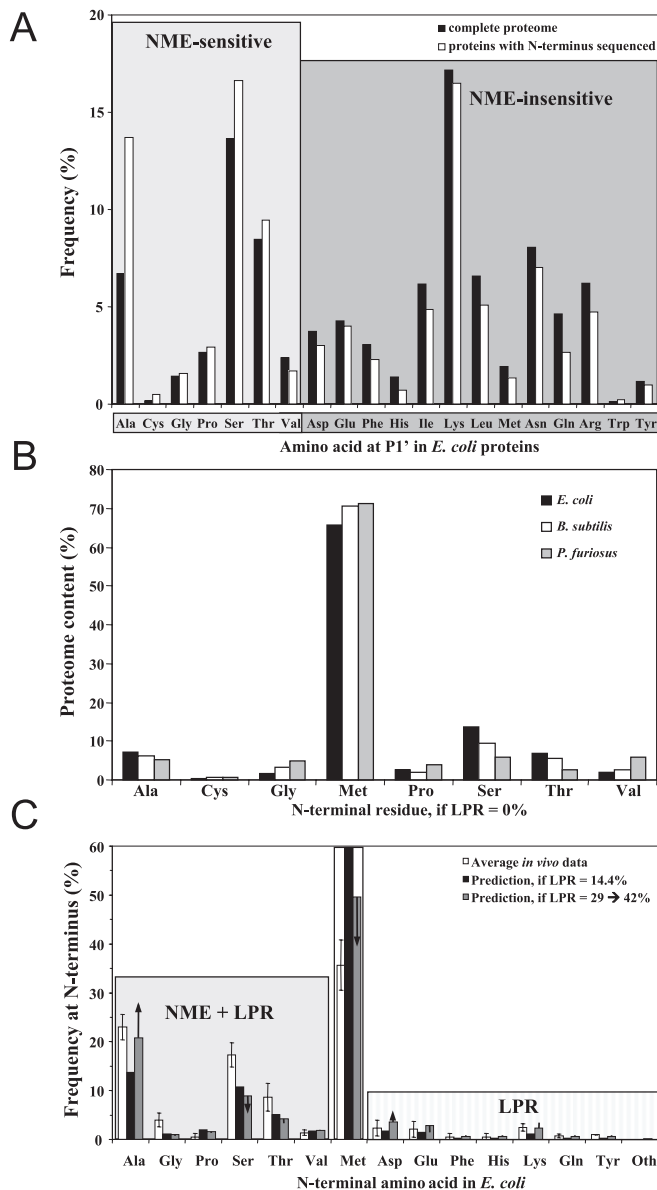 A
20
15
10
5
0
Frequency (%)
NME-sensitive
complete proteome
proteins with N-terminus sequenced
NME-insensitive
Ala Cys Gly Pro Ser Thr Val Asp Glu Phe His Ile Lys Leu Met Asn Gln Arg Trp Tyr
Amino acid at P1' in E. coli proteins
B
80
70
60
50
40
30
20
10
0
Proteome content (%)
E. coli
B. subtilis
P. furiosus
Ala Cys Gly Met Pro Ser Thr Val
N-terminal residue, if LPR = 0%
C
60
50
40
30
20
10
0
Frequency at N-terminus (%)
Average in vivo data
Prediction, if LPR = 14.4%
Prediction, if LPR = 29 → 42%
NME + LPR
LPR
Ala Gly Pro Ser Thr Val Met Asp Glu Phe His Lys Gln Tyr Oth
N-terminal amino acid in E. coli